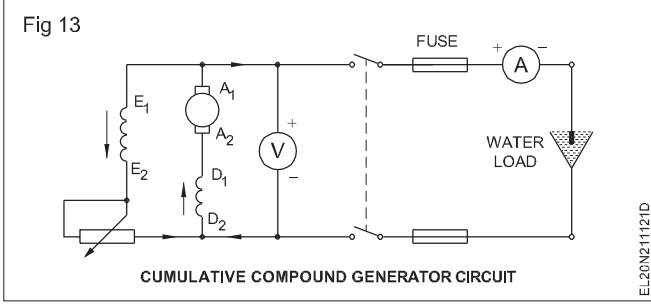 Fig 13
FUSE
+ A −
E1
A1
A2
E2
+
V
−
WATER
LOAD
D1
D2
CUMULATIVE COMPOUND GENERATOR CIRCUIT
EL20N211121D